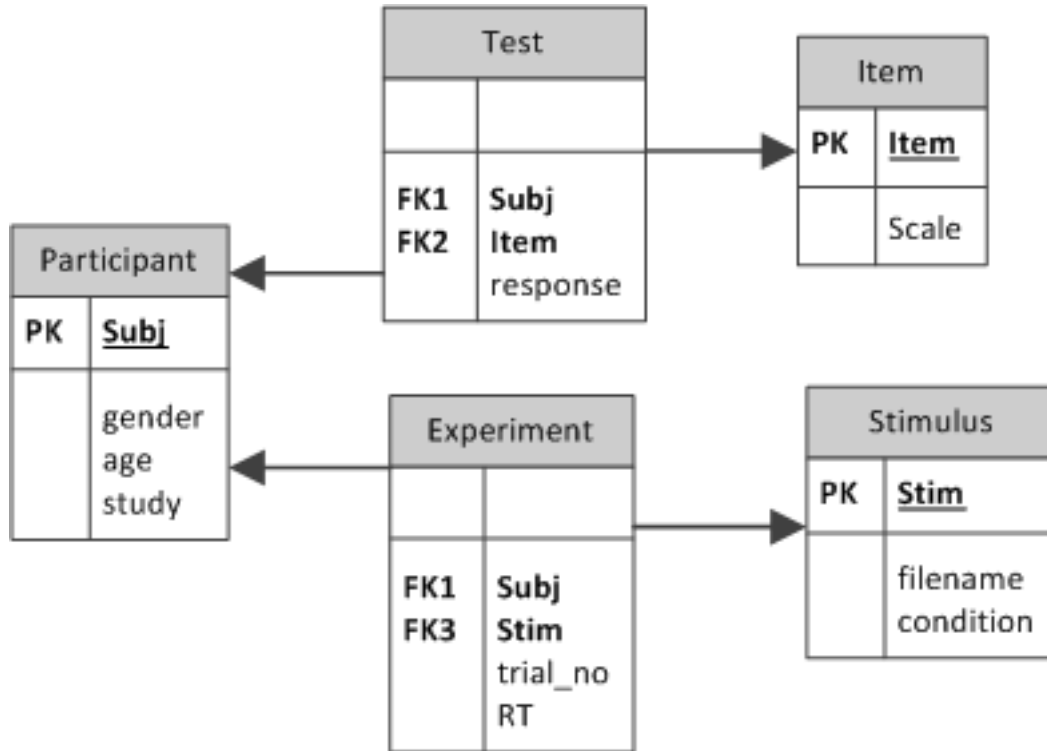 Test
FK1 Subj
FK2 Item
response
Item
PK Item
Scale
Participant
PK Subj
gender
age
study
Experiment
FK1 Subj
FK3 Stim
trial_no
RT
Stimulus
PK Stim
filename
condition